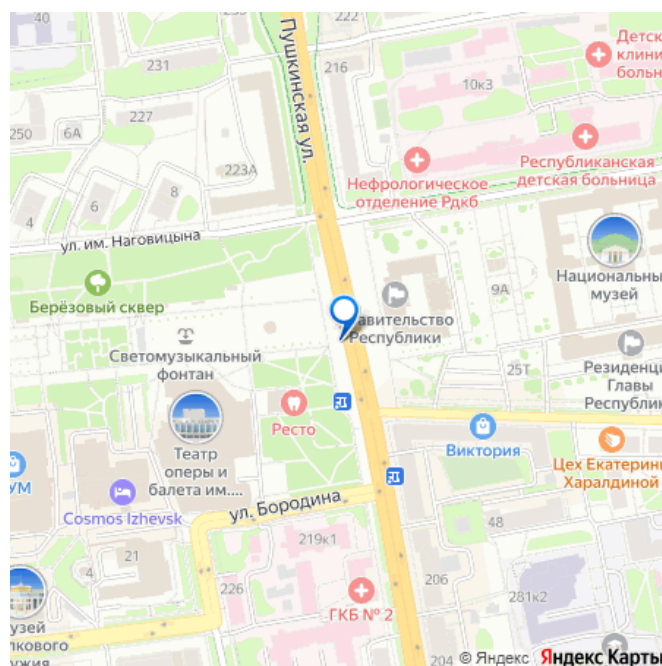 40
231
Пушкинская ул.
222
216
Детск
клини
больн
10к3
227
250
6А
223А
Нефрологическое
отделение Рдкб
Республиканская
детская больница
4
6
8
ул. им. Наговицына
9А
Национальны
музей
Берёзовый сквер
авительство
Республики
Светомузыкальный
фонтан
25Т
Резиденци
Главы
Республик
Ресто
Театр
оперы и
балета им....
Виктория
Цех Екатерины
Харалдиной
УМ
Cosmos Izhevsk
ул. Бородина
219к1
48
21
4
226
206
281к2
ГКБ № 2
узей
лкового
ужия
204
© Яндекс Яндекс Карты